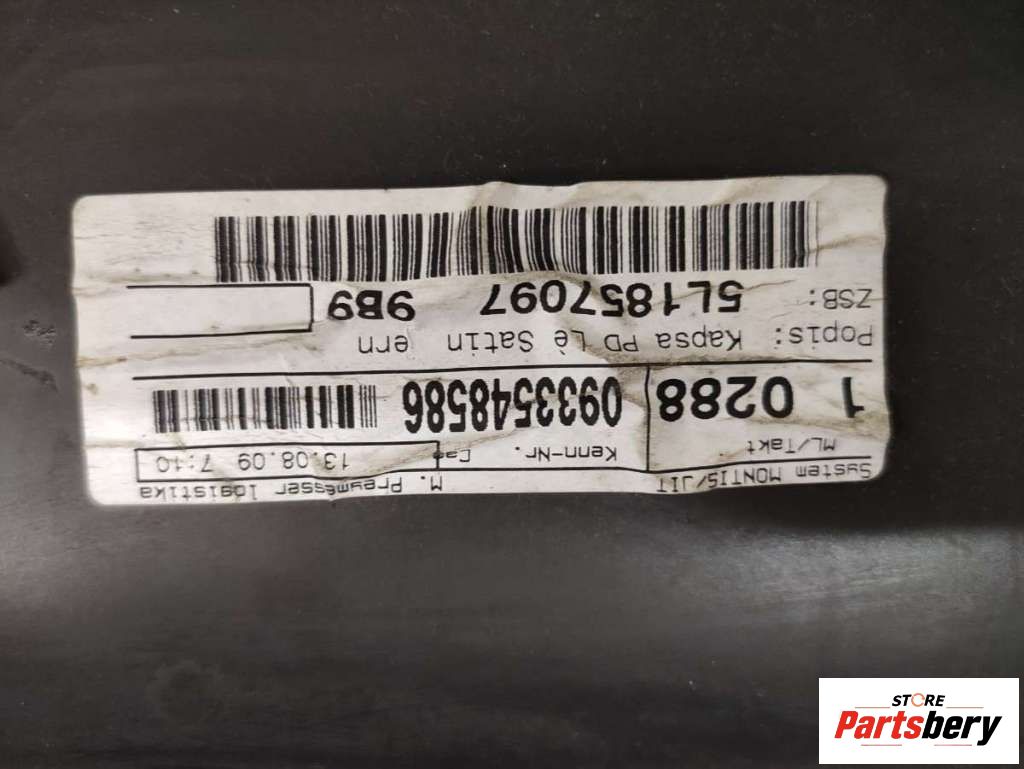 System MONTIS/JIT M. Preymesser logistika
ML/Takt Kenn-Nr. 13.08.09 7:10
1 0288 0933548586
Popis: Kapsa PD Lè Satin ern
ZSB: 5L1857097 9B9
STORE
Partsbery